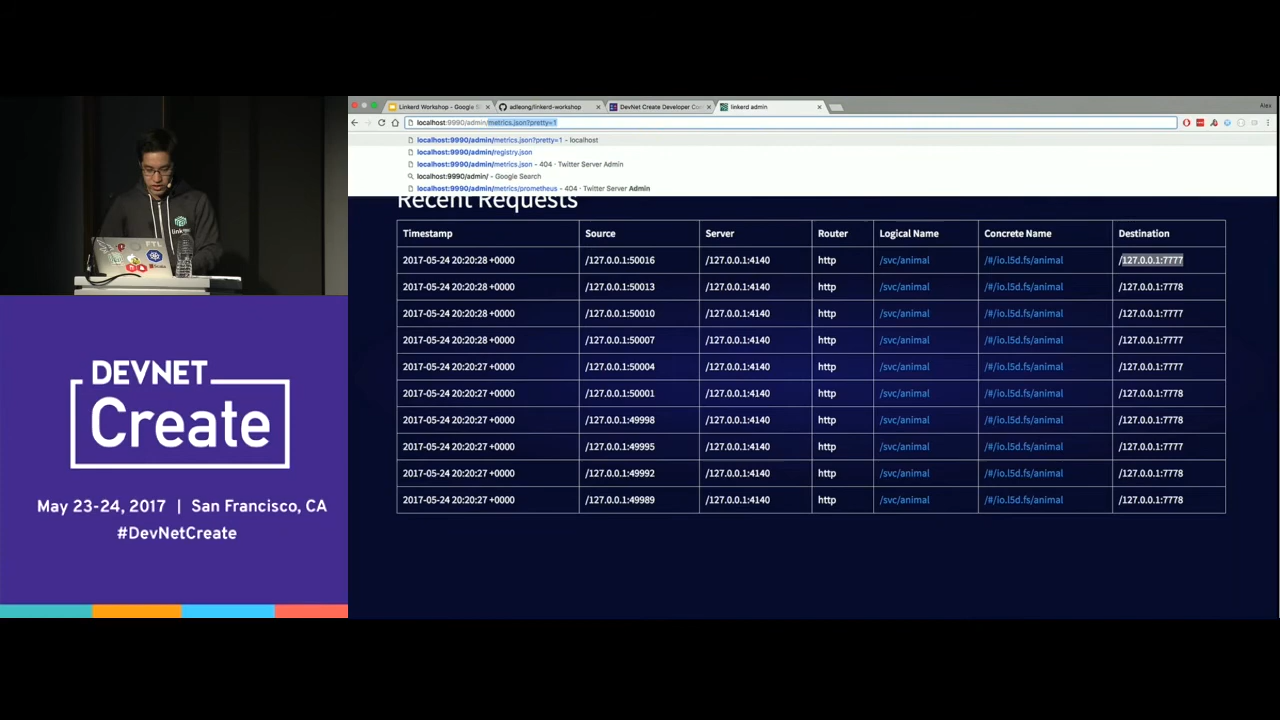 Linkerd Workshop - Google S
adleong/linkerd-workshop
DevNet Create Developer Con
linkerd admin
Alex
localhost:9990/admin/metrics.json?pretty=1
localhost:9990/admin/metrics.json?pretty=1 - localhost
localhost:9990/admin/registry.json
localhost:9990/admin/metrics.json - 404 · Twitter Server Admin
localhost:9990/admin/ - Google Search
localhost:9990/admin/metrics/prometheus - 404 · Twitter Server Admin
Recent Requests
Timestamp Source Server Router Logical Name Concrete Name Destination
2017-05-24 20:20:28 +0000 /127.0.0.1:50016 /127.0.0.1:4140 http /svc/animal /#/io.l5d.fs/animal /127.0.0.1:7777
2017-05-24 20:20:28 +0000 /127.0.0.1:50013 /127.0.0.1:4140 http /svc/animal /#/io.l5d.fs/animal /127.0.0.1:7778
2017-05-24 20:20:28 +0000 /127.0.0.1:50010 /127.0.0.1:4140 http /svc/animal /#/io.l5d.fs/animal /127.0.0.1:7777
2017-05-24 20:20:28 +0000 /127.0.0.1:50007 /127.0.0.1:4140 http /svc/animal /#/io.l5d.fs/animal /127.0.0.1:7777
2017-05-24 20:20:27 +0000 /127.0.0.1:50004 /127.0.0.1:4140 http /svc/animal /#/io.l5d.fs/animal /127.0.0.1:7777
2017-05-24 20:20:27 +0000 /127.0.0.1:50001 /127.0.0.1:4140 http /svc/animal /#/io.l5d.fs/animal /127.0.0.1:7778
2017-05-24 20:20:27 +0000 /127.0.0.1:49998 /127.0.0.1:4140 http /svc/animal /#/io.l5d.fs/animal /127.0.0.1:7778
2017-05-24 20:20:27 +0000 /127.0.0.1:49995 /127.0.0.1:4140 http /svc/animal /#/io.l5d.fs/animal /127.0.0.1:7777
2017-05-24 20:20:27 +0000 /127.0.0.1:49992 /127.0.0.1:4140 http /svc/animal /#/io.l5d.fs/animal /127.0.0.1:7778
2017-05-24 20:20:27 +0000 /127.0.0.1:49989 /127.0.0.1:4140 http /svc/animal /#/io.l5d.fs/animal /127.0.0.1:7778
FTL
DEVNET
Create
May 23-24, 2017 | San Francisco, CA
#DevNetCreate